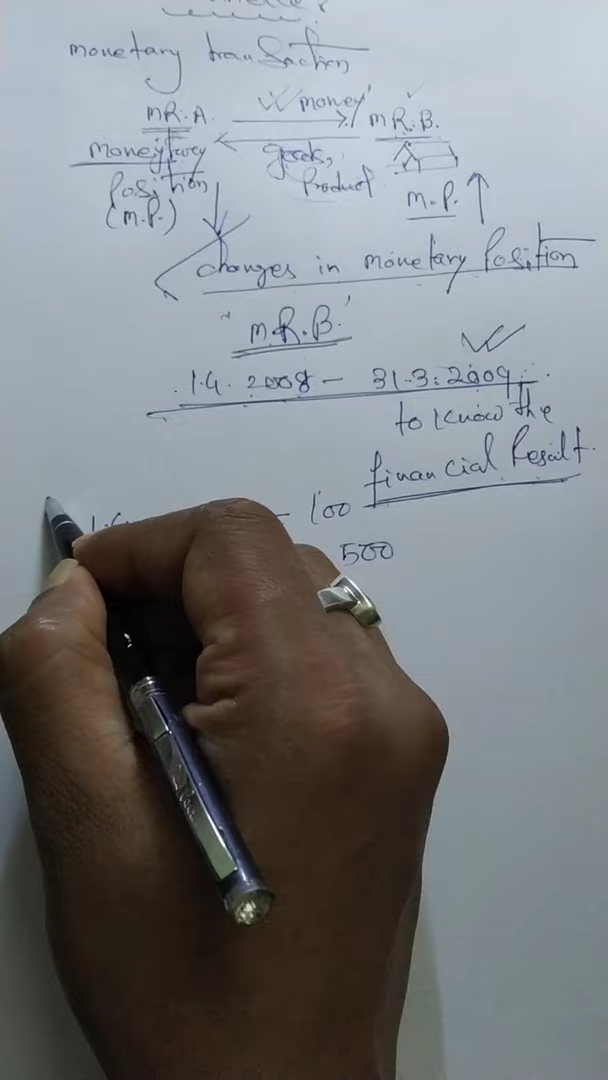 monetary transaction
MR. A. money MR. B.
Monetary goods,
Position Product
(M.P.) M.P.
changes in monetary Position
"M.R.B."
1.4.2008 - 31.3.2009
to know the
financial Result.
- 100
500